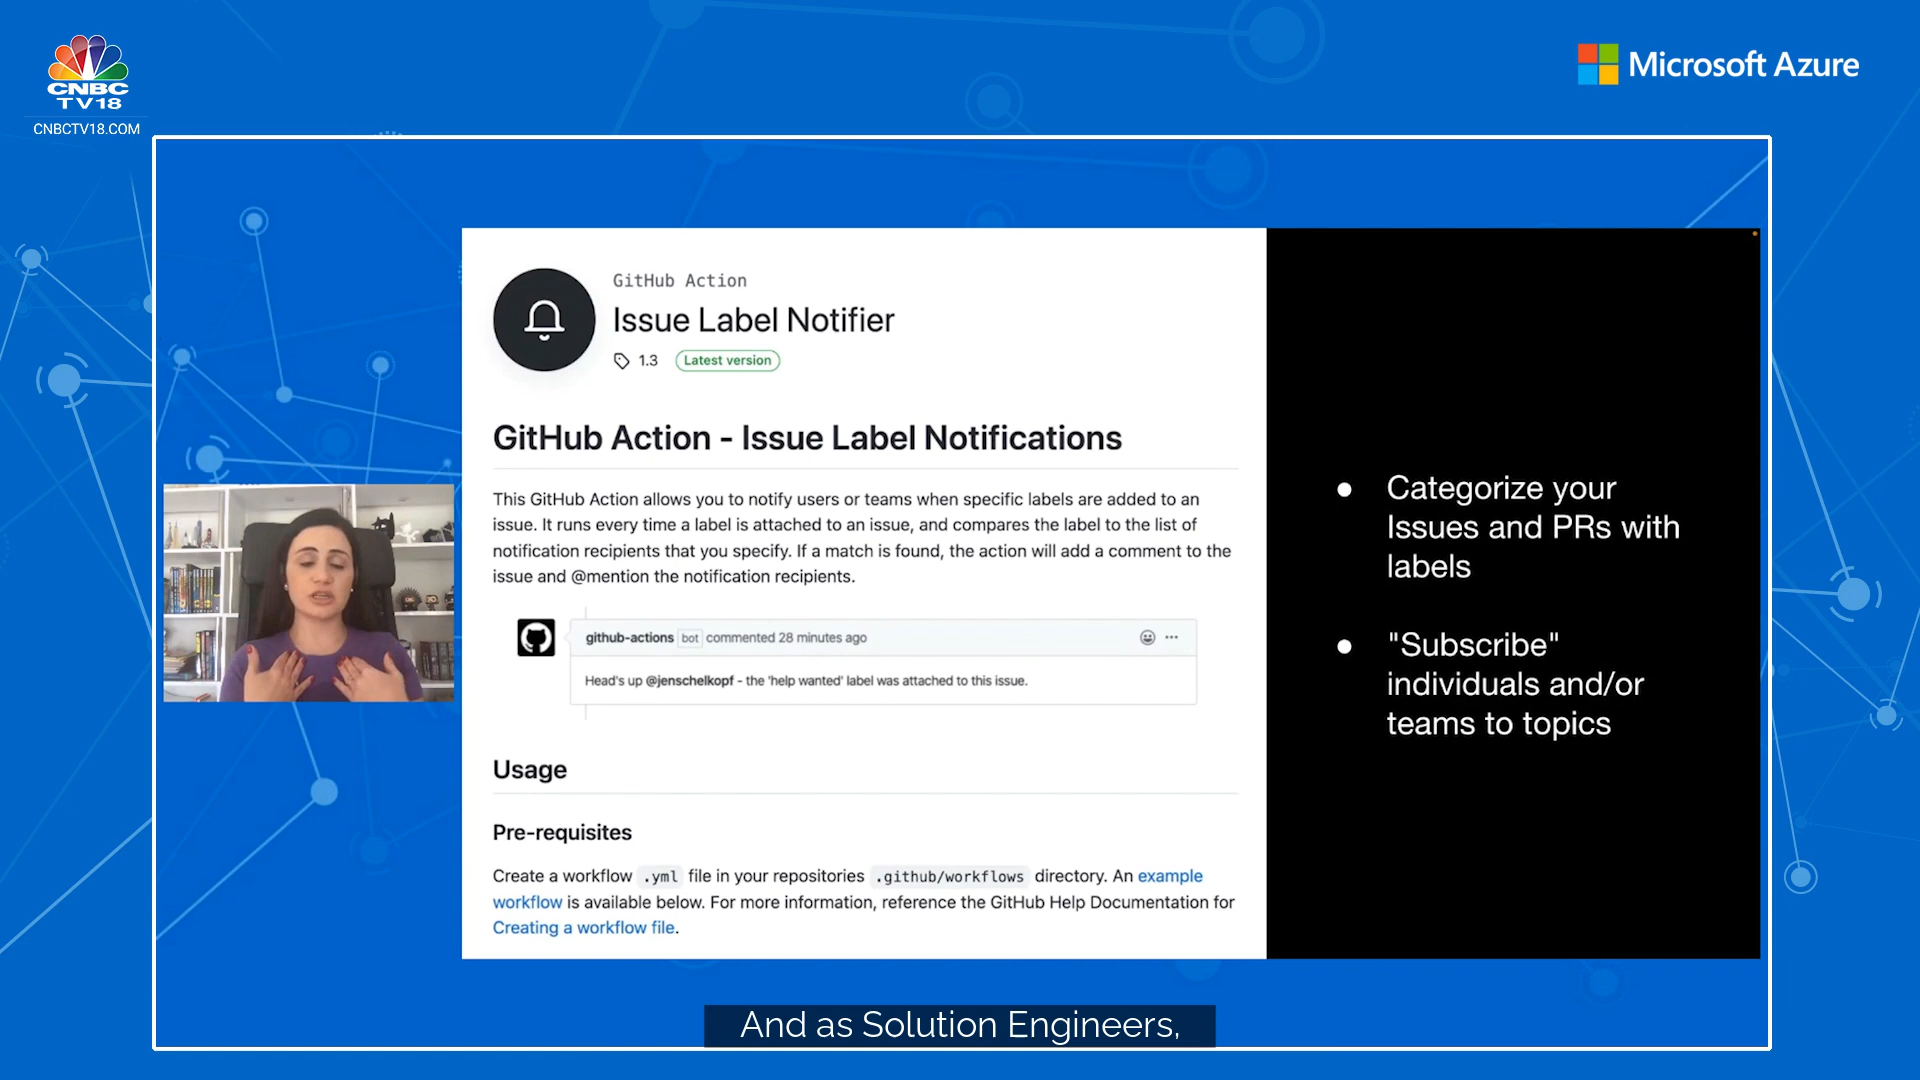 CNBC
TV18
CNBCTV18.COM
Microsoft Azure
GitHub Action
Issue Label Notifier
1.3 Latest version
GitHub Action - Issue Label Notifications
This GitHub Action allows you to notify users or teams when specific labels are added to an
issue. It runs every time a label is attached to an issue, and compares the label to the list of
notification recipients that you specify. If a match is found, the action will add a comment to the
issue and @mention the notification recipients.
github-actions bot commented 28 minutes ago
Head's up @jenschelkopf - the 'help wanted' label was attached to this issue.
Usage
Pre-requisites
Create a workflow .yml file in your repositories .github/workflows directory. An example
workflow is available below. For more information, reference the GitHub Help Documentation for
Creating a workflow file.
• Categorize your
Issues and PRs with
labels
• "Subscribe"
individuals and/or
teams to topics
And as Solution Engineers,